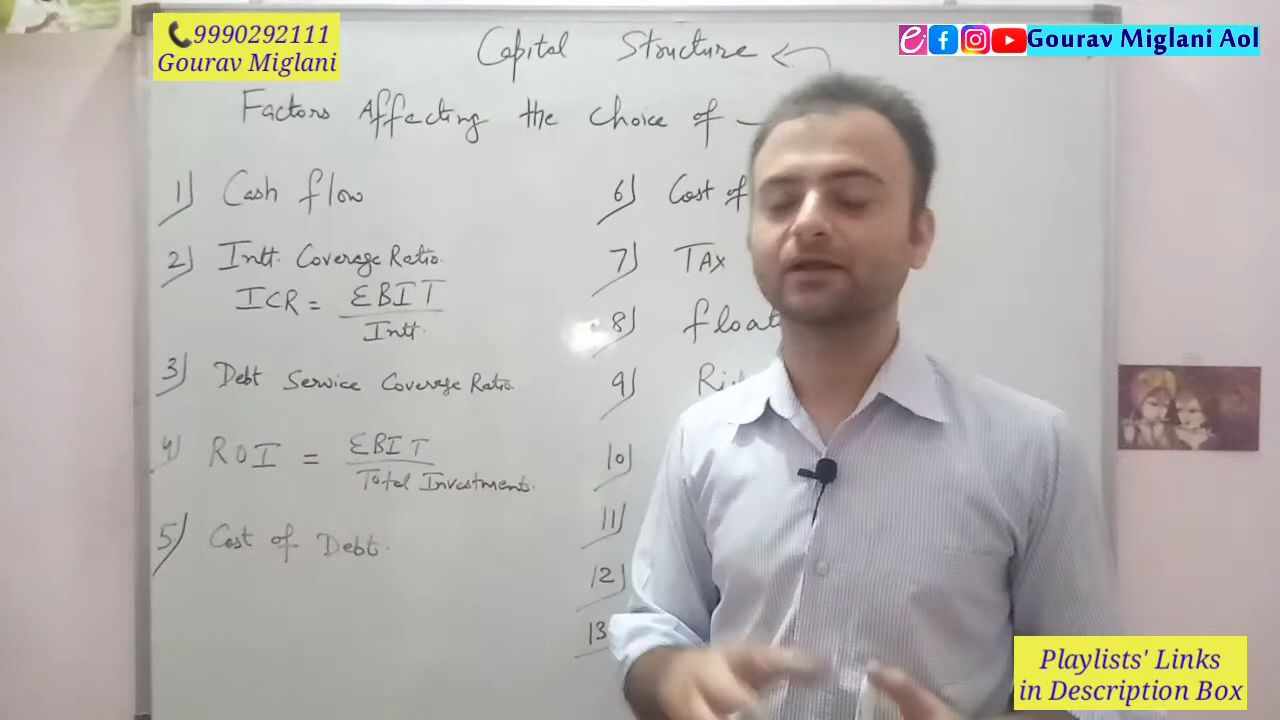 📞9990292111
Gourav Miglani
Gourav Miglani Aol
Capital Structure
Factors Affecting the Choice of
1) Cash flow
2) Intt. Coverage Ratio.
ICR = EBIT
Intt.
3) Debt Service Coverage Ratio.
4) ROI = EBIT
Total Investment.
5) Cost of Debt.
6) Cost of
7) TAX
8) float
9)
10)
11)
12)
13
Playlists' Links
in Description Box